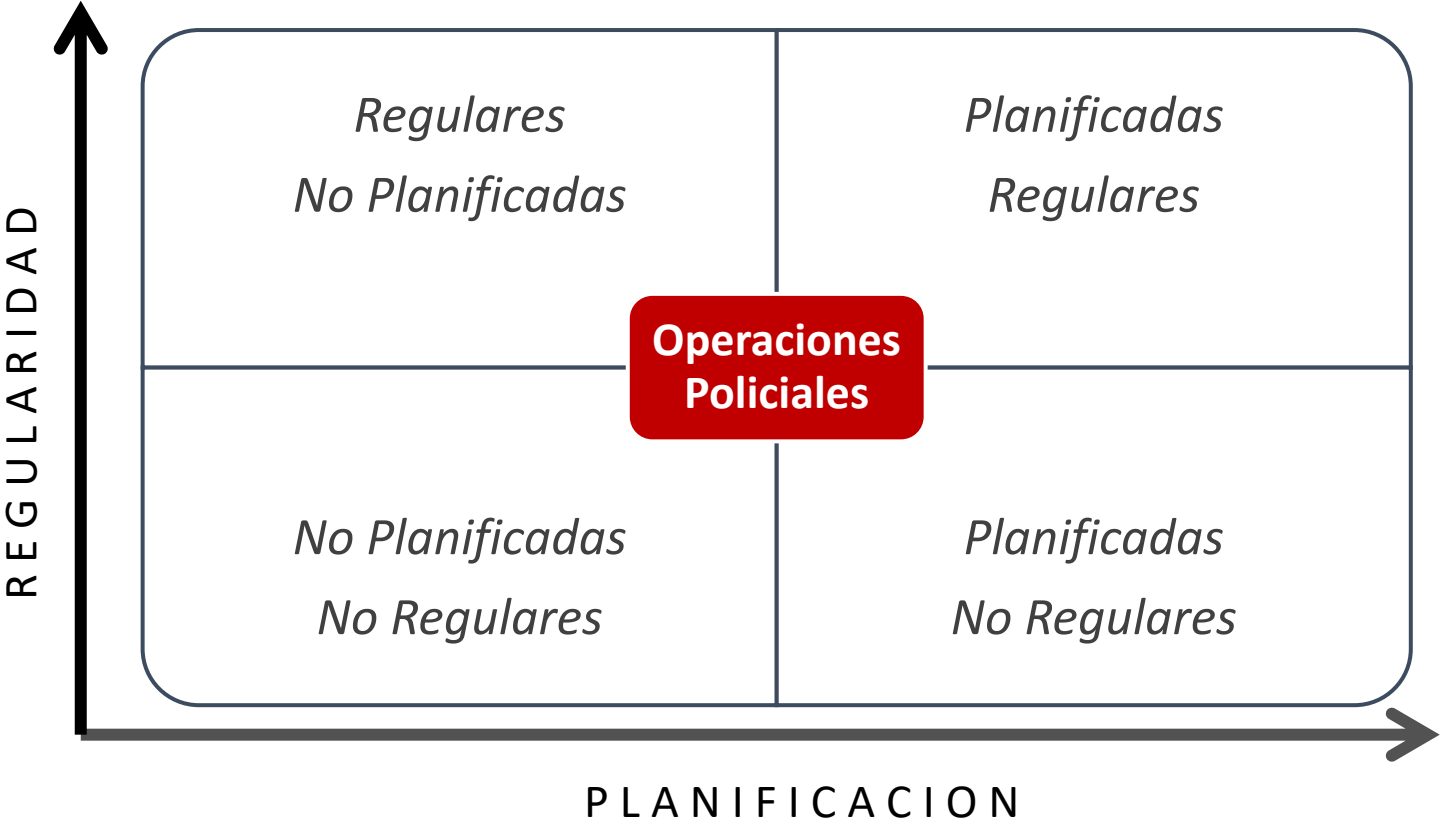 REGULARIDAD
Regulares
No Planificadas
Planificadas
Regulares
Operaciones
Policiales
No Planificadas
No Regulares
Planificadas
No Regulares
PLANIFICACION